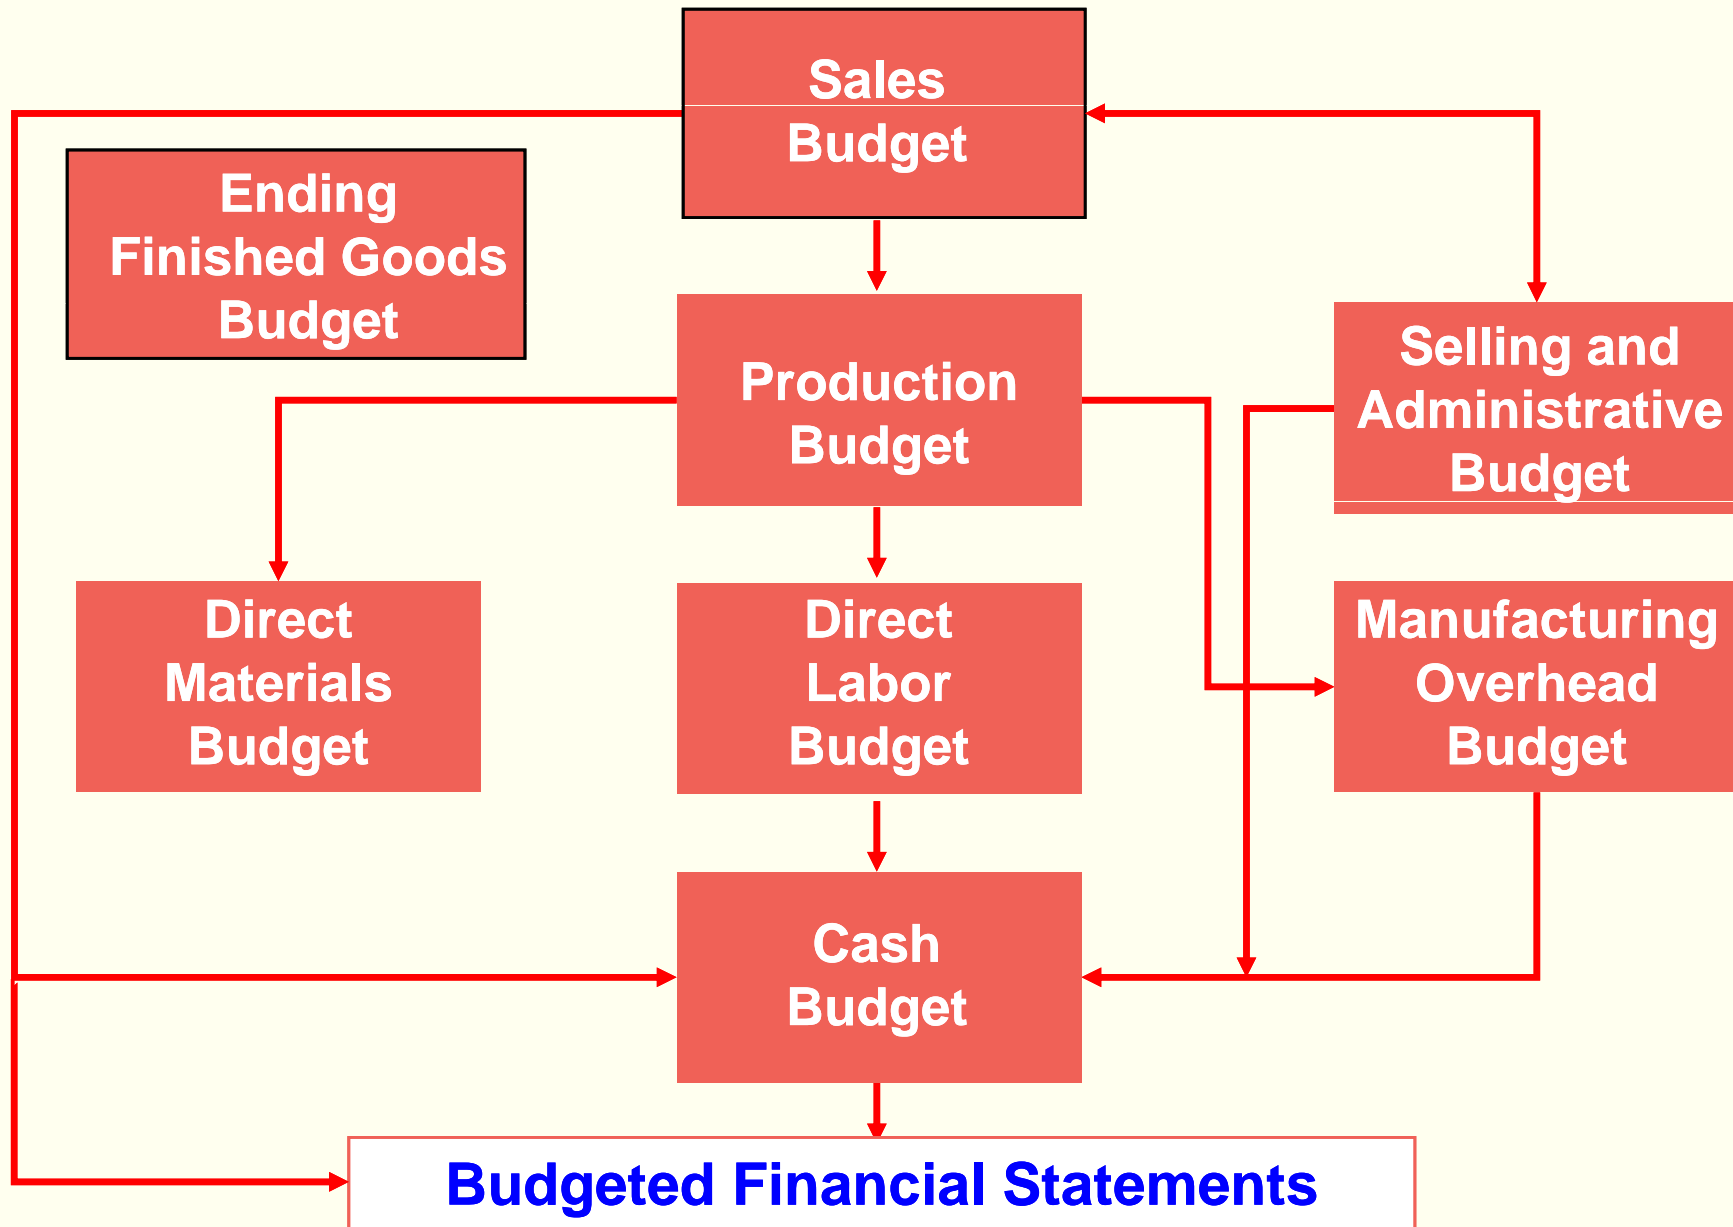 Sales
Budget
Ending
Finished Goods
Budget
Production
Budget
Selling and
Administrative
Budget
Direct
Materials
Budget
Direct
Labor
Budget
Manufacturing
Overhead
Budget
Cash
Budget
Budgeted Financial Statements